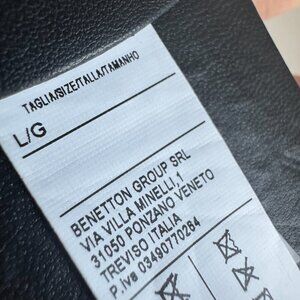 TAGLIA/SIZE/TALLA/TAMANHO
L/G
BENETTON GROUP SRL
VIA VILLA MINELLI,1
31050 PONZANO VENETO
TREVISO ITALIA
P.iva 03490770264